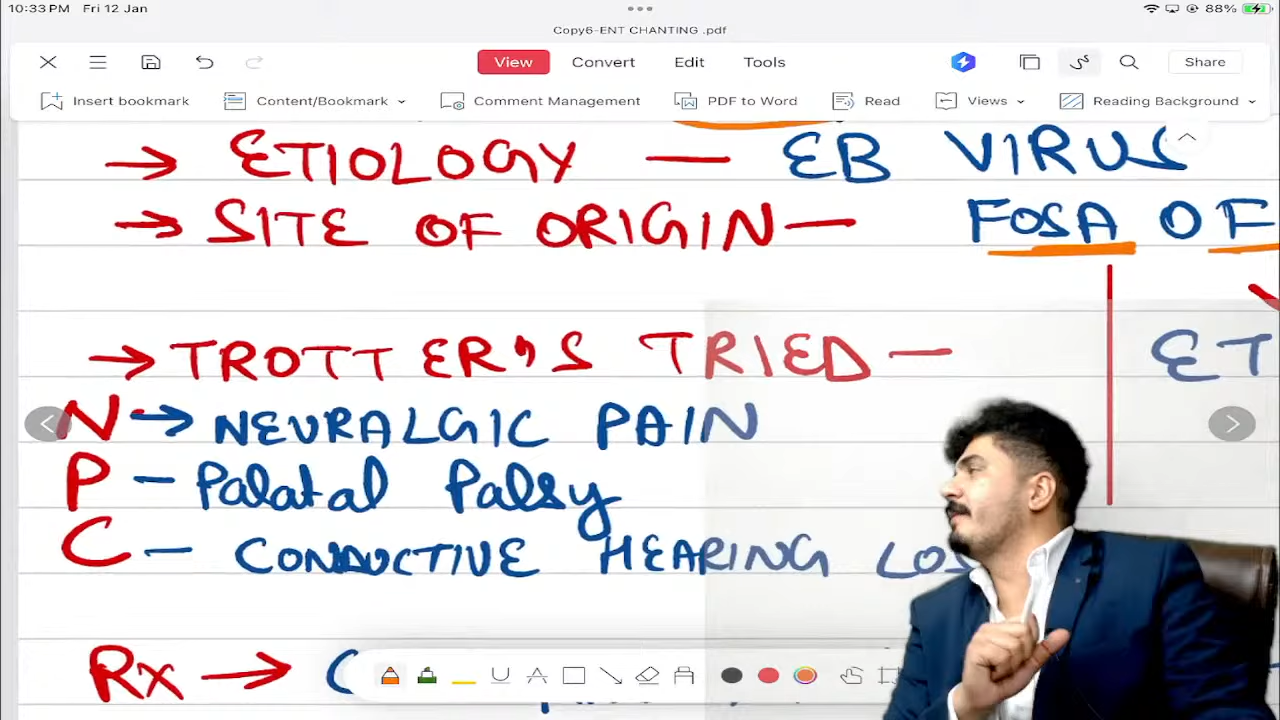 10:33 PM Fri 12 Jan
88%
Copy6-ENT CHANTING .pdf
View Convert Edit Tools Share
Insert bookmark Content/Bookmark Comment Management PDF to Word Read Views Reading Background
→ ETIOLOGY — EB VIRUS
→ SITE OF ORIGIN — FOSA OF
→ TROTTER'S TRIED —
ET
N → NEURALGIC PAIN
P - Palatal Palsy
C - CONDUCTIVE HEARING LOS
Rx →